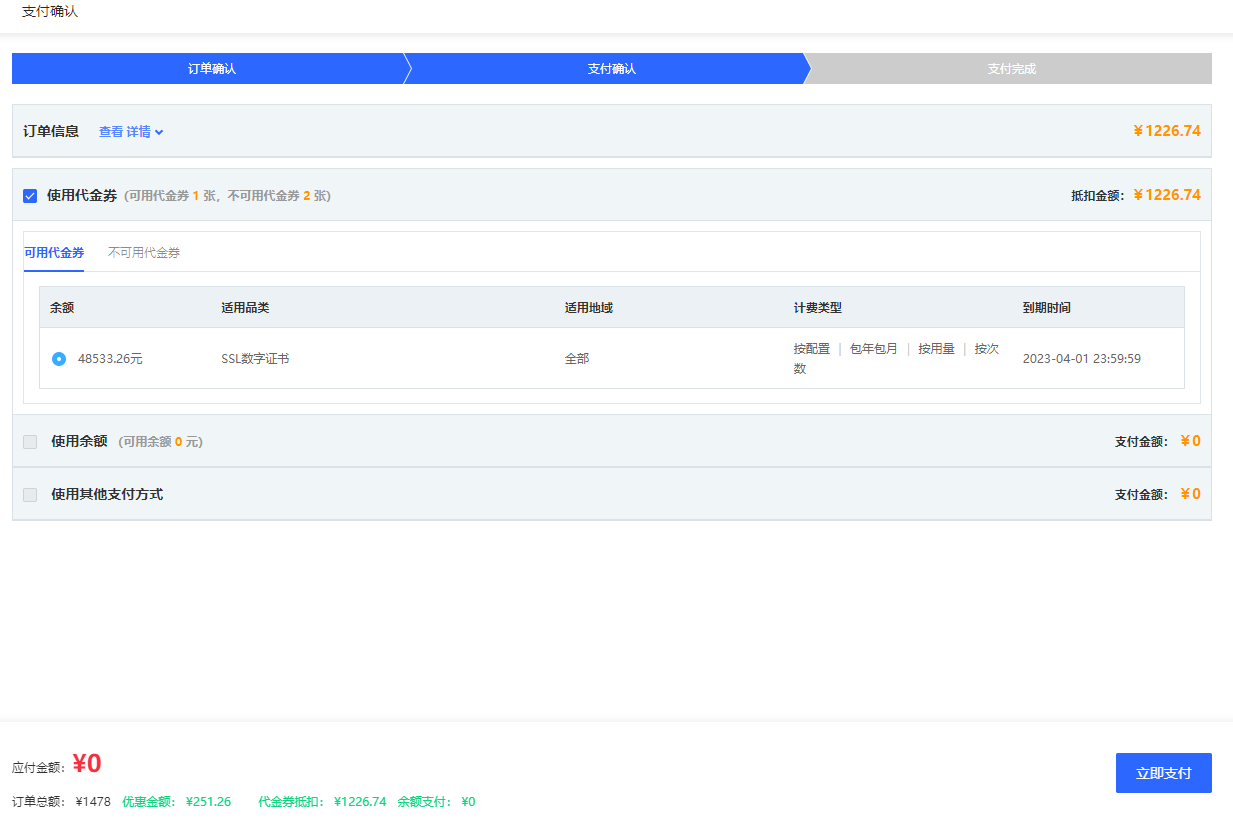 支付确认
订单确认 支付确认 支付完成
订单信息 查看 详情 ¥1226.74
使用代金券 (可用代金券 1 张，不可用代金券 2 张) 抵扣金额： ¥1226.74
可用代金券 不可用代金券
余额 适用品类 适用地域 计费类型 到期时间
48533.26元 SSL数字证书 全部 按配置 | 包年包月 | 按用量 | 按次数 2023-04-01 23:59:59
使用余额 (可用余额 0 元) 支付金额： ¥0
使用其他支付方式 支付金额： ¥0
应付金额： ¥0
立即支付
订单总额： ¥1478 优惠金额： ¥251.26 代金券抵扣： ¥1226.74 余额支付： ¥0